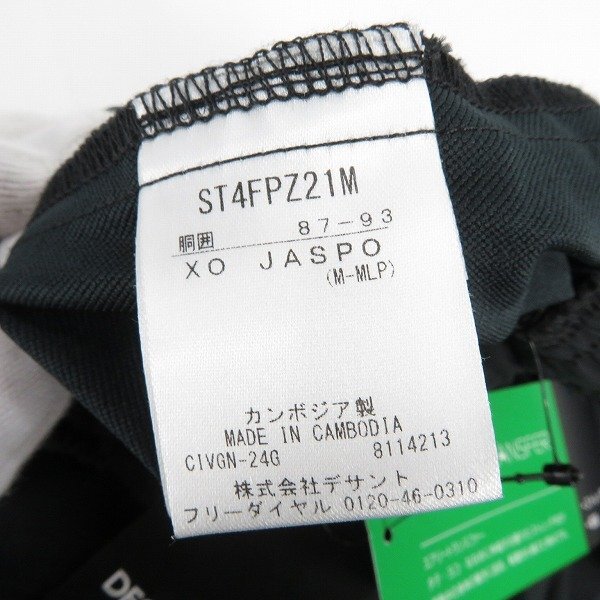 ST4FPZ21M
胴囲 87-93
XO JASPO
(M-MLP)
カンボジア製
MADE IN CAMBODIA
CIVGN-24G 8114213
株式会社デサント
フリーダイヤル 0120-46-0310